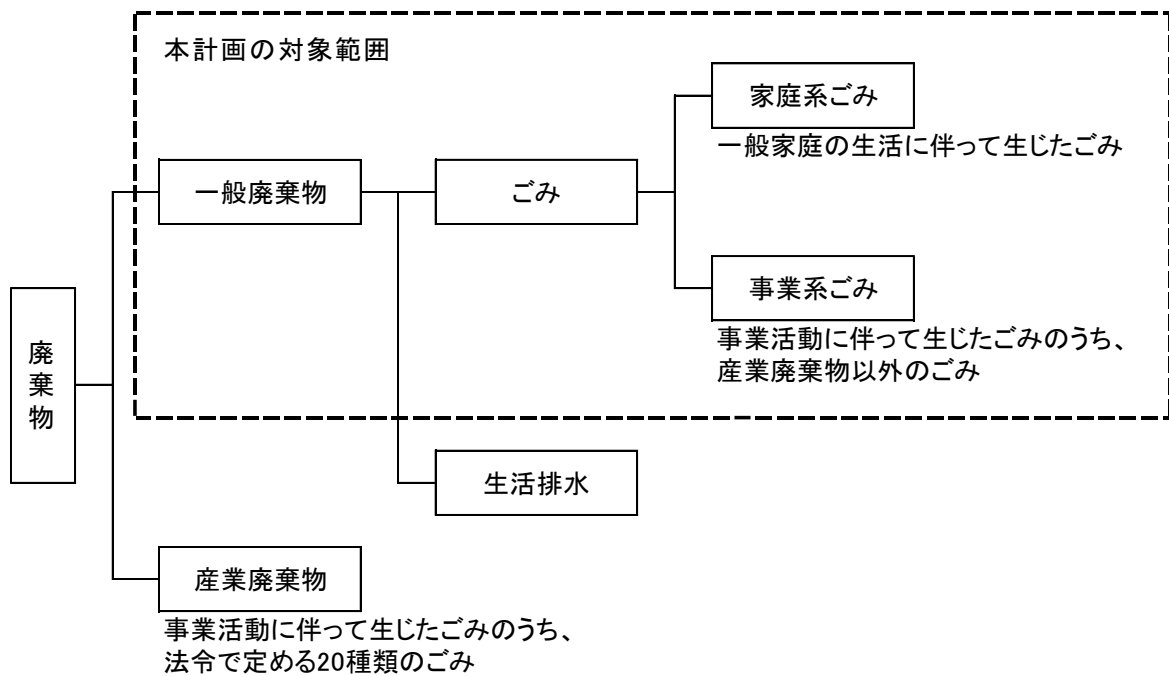 本計画の対象範囲
家庭系ごみ
一般家庭の生活に伴って生じたごみ
一般廃棄物
ごみ
事業系ごみ
事業活動に伴って生じたごみのうち、
産業廃棄物以外のごみ
廃棄物
生活排水
産業廃棄物
事業活動に伴って生じたごみのうち、
法令で定める20種類のごみ